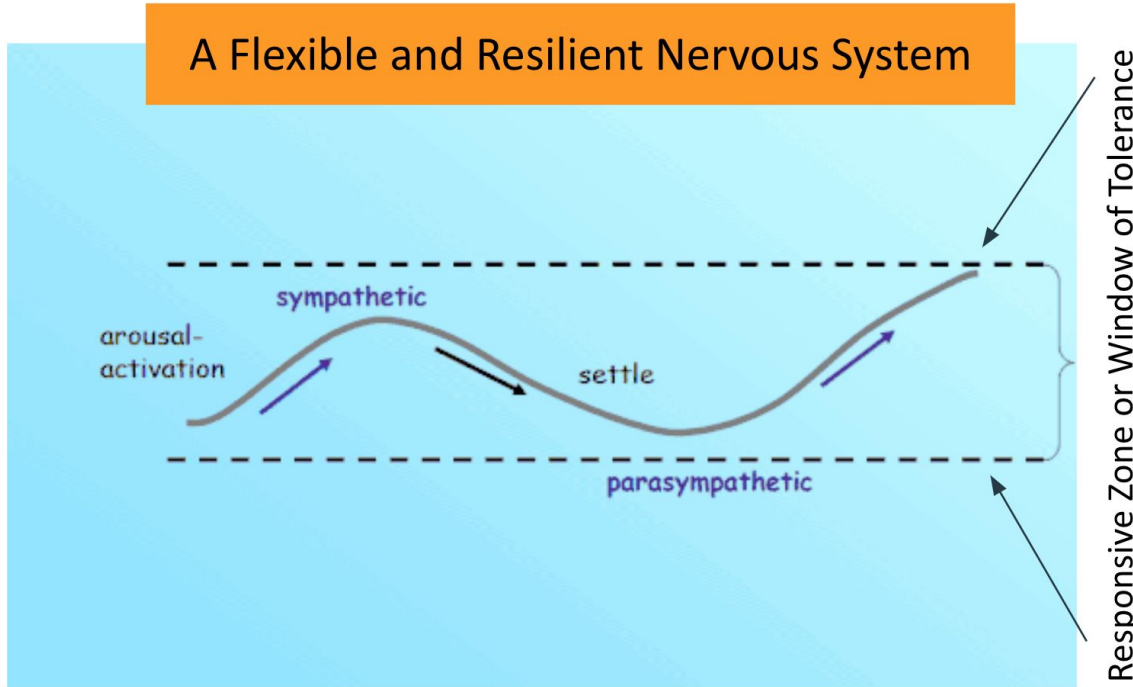 A Flexible and Resilient Nervous System
sympathetic
arousal-
activation
settle
parasympathetic
Responsive Zone or Window of Tolerance